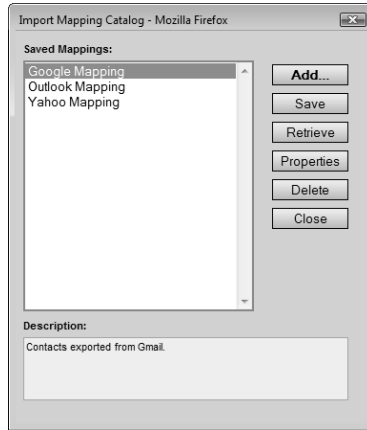 Import Mapping Catalog - Mozilla Firefox
Saved Mappings:
Google Mapping
Outlook Mapping
Yahoo Mapping
Add...
Save
Retrieve
Properties
Delete
Close
Description:
Contacts exported from Gmail.